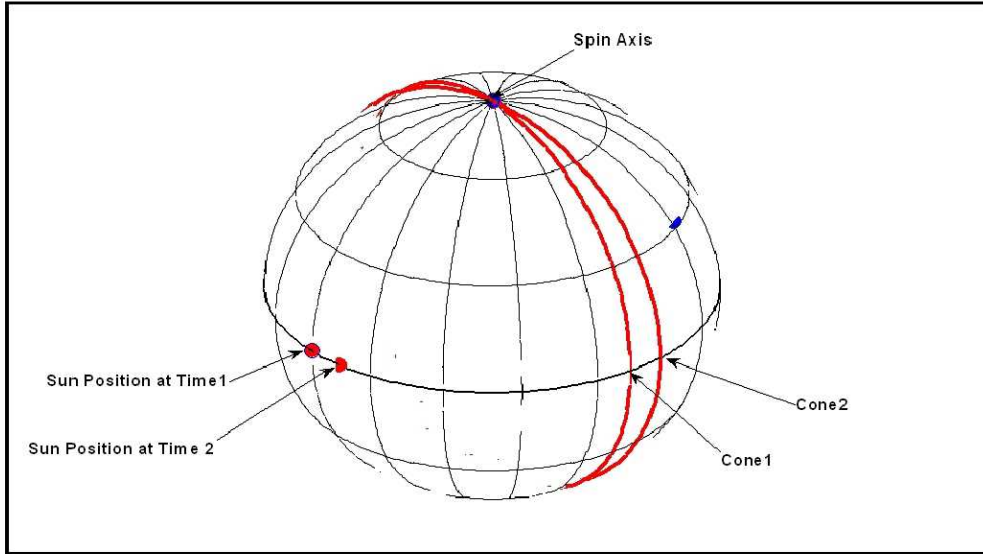 Spin Axis
Sun Position at Time1
Cone2
Sun Position at Time 2
Cone1